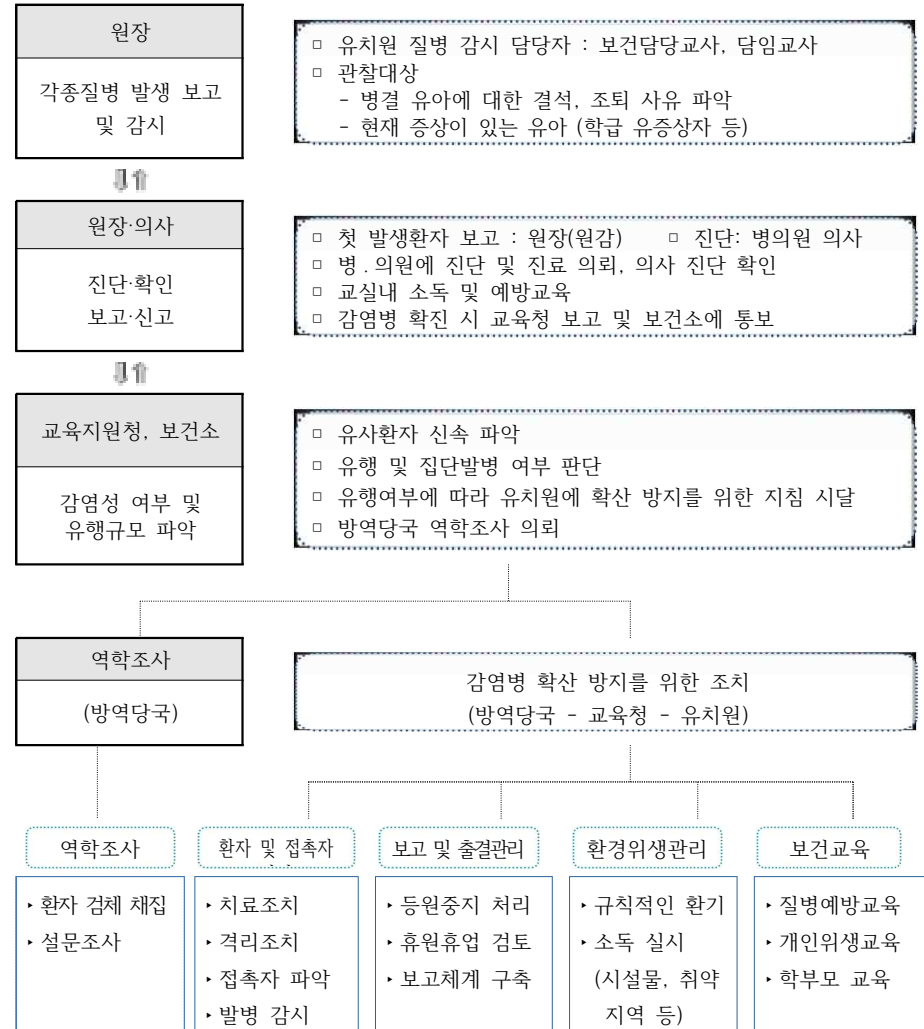 원장
각종질병 발생 보고
및 감시
▫ 유치원 질병 감시 담당자 : 보건담당교사, 담임교사
▫ 관찰대상
- 병결 유아에 대한 결석, 조퇴 사유 파악
- 현재 증상이 있는 유아 (학급 유증상자 등)
원장·의사
진단·확인
보고·신고
▫ 첫 발생환자 보고 : 원장(원감) ▫ 진단: 병의원 의사
▫ 병.의원에 진단 및 진료 의뢰, 의사 진단 확인
▫ 교실내 소독 및 예방교육
▫ 감염병 확진 시 교육청 보고 및 보건소에 통보
교육지원청, 보건소
감염성 여부 및
유행규모 파악
▫ 유사환자 신속 파악
▫ 유행 및 집단발병 여부 판단
▫ 유행여부에 따라 유치원에 확산 방지를 위한 지침 시달
▫ 방역당국 역학조사 의뢰
역학조사
(방역당국)
감염병 확산 방지를 위한 조치
(방역당국 - 교육청 - 유치원)
역학조사
‣환자 검체 채집
‣설문조사
환자 및 접촉자
‣치료조치
‣격리조치
‣접촉자 파악
‣발병 감시
보고 및 출결관리
‣등원중지 처리
‣휴원휴업 검토
‣보고체계 구축
환경위생관리
‣규칙적인 환기
‣소독 실시
(시설물, 취약
지역 등)
보건교육
‣질병예방교육
‣개인위생교육
‣학부모 교육